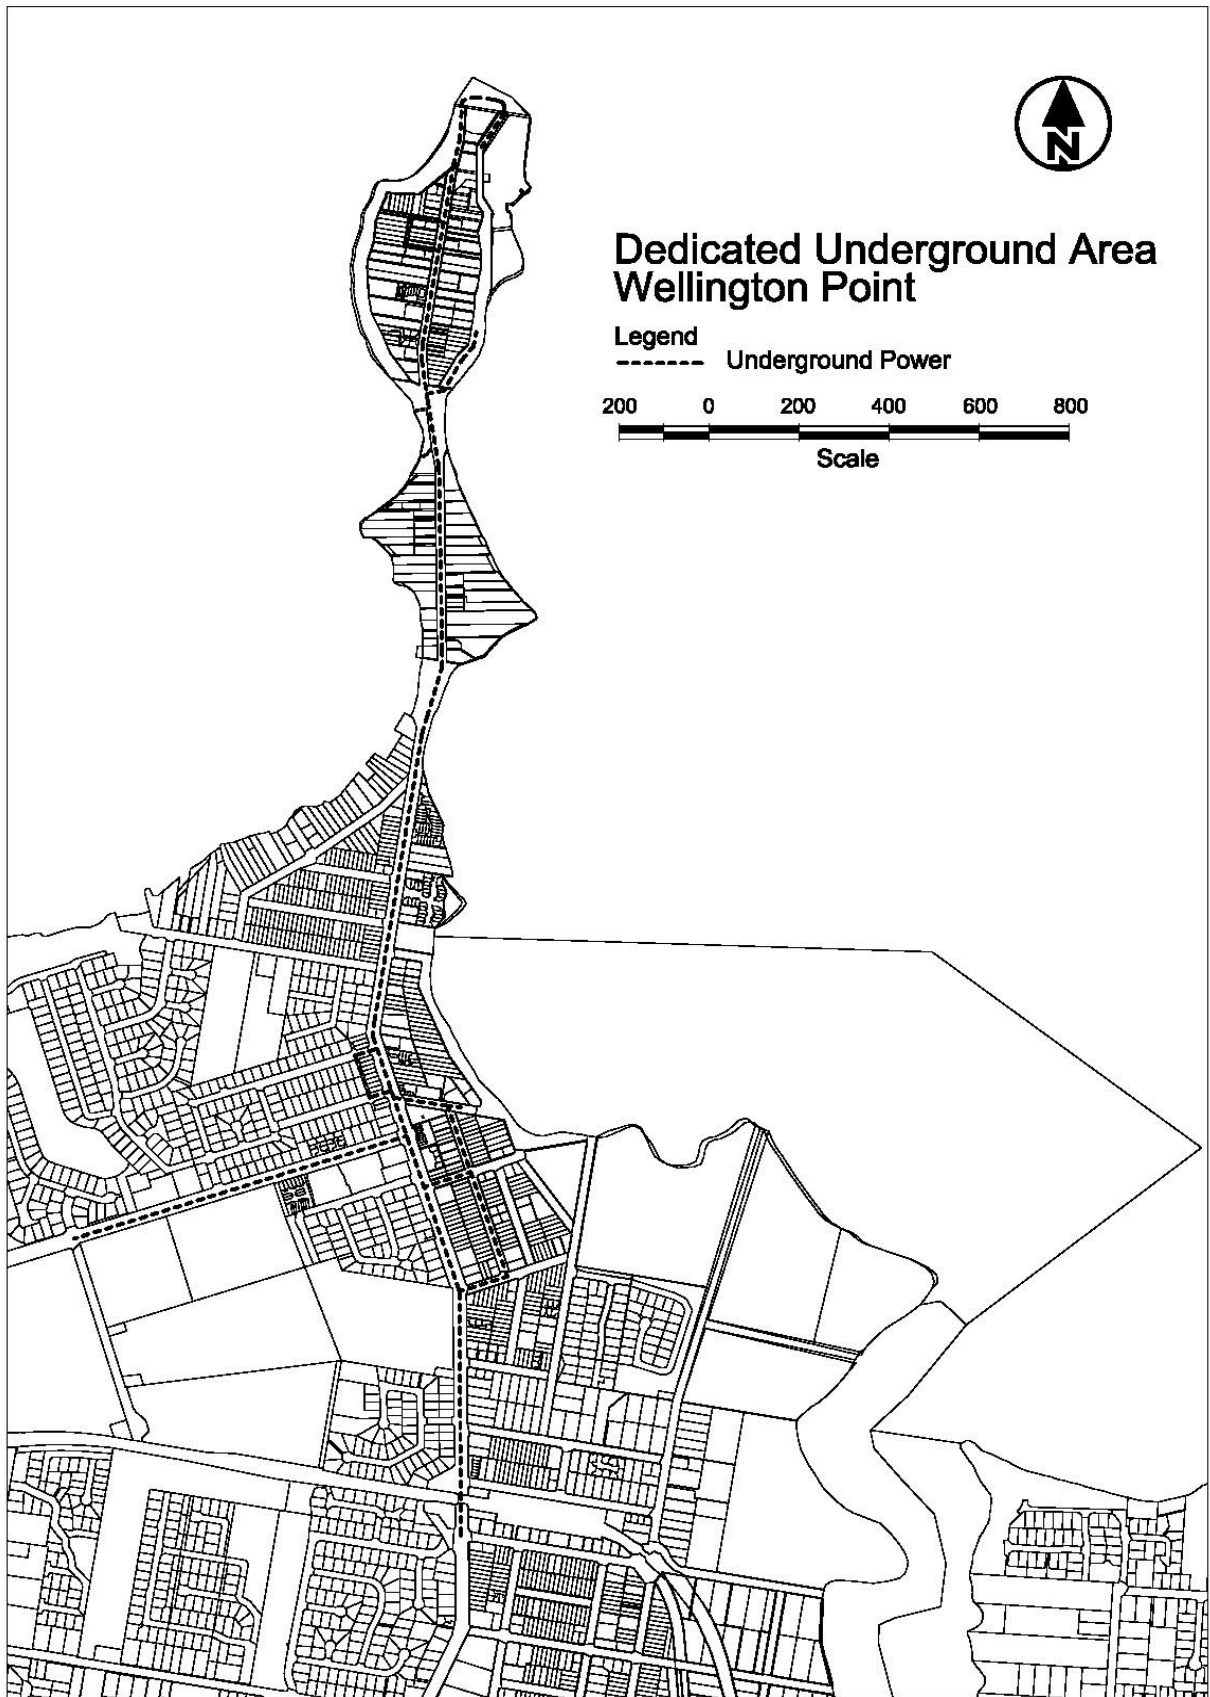 N
Dedicated Underground Area
Wellington Point
Legend
Underground Power
200 0 200 400 600 800
Scale